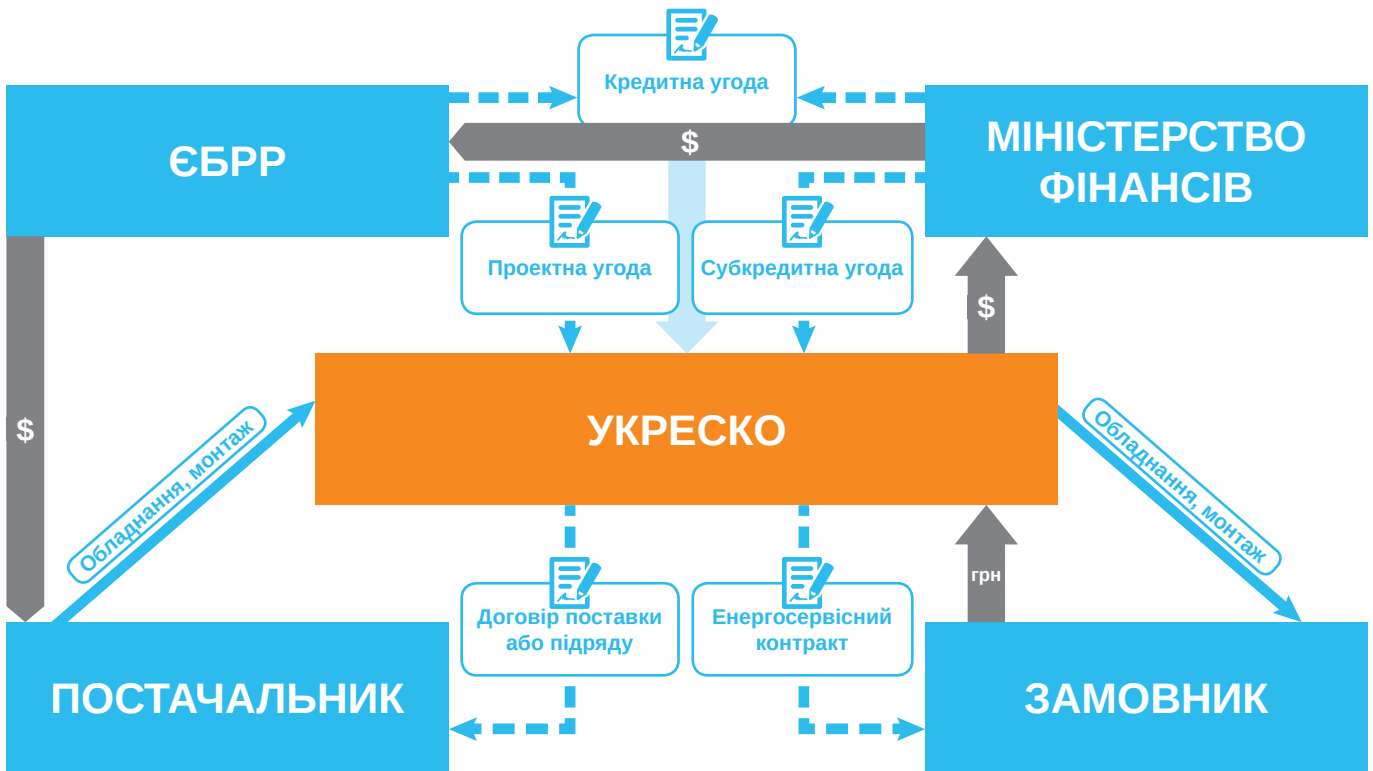 Кредитна угода
ЄБРР
$
МІНІСТЕРСТВО
ФІНАНСІВ
Проектна угода
Субкредитна угода
$
$
УКРЕСКО
Обладнання, монтаж
Обладнання, монтаж
грн
Договір поставки
або підряду
Енергосервісний
контракт
ПОСТАЧАЛЬНИК
ЗАМОВНИК